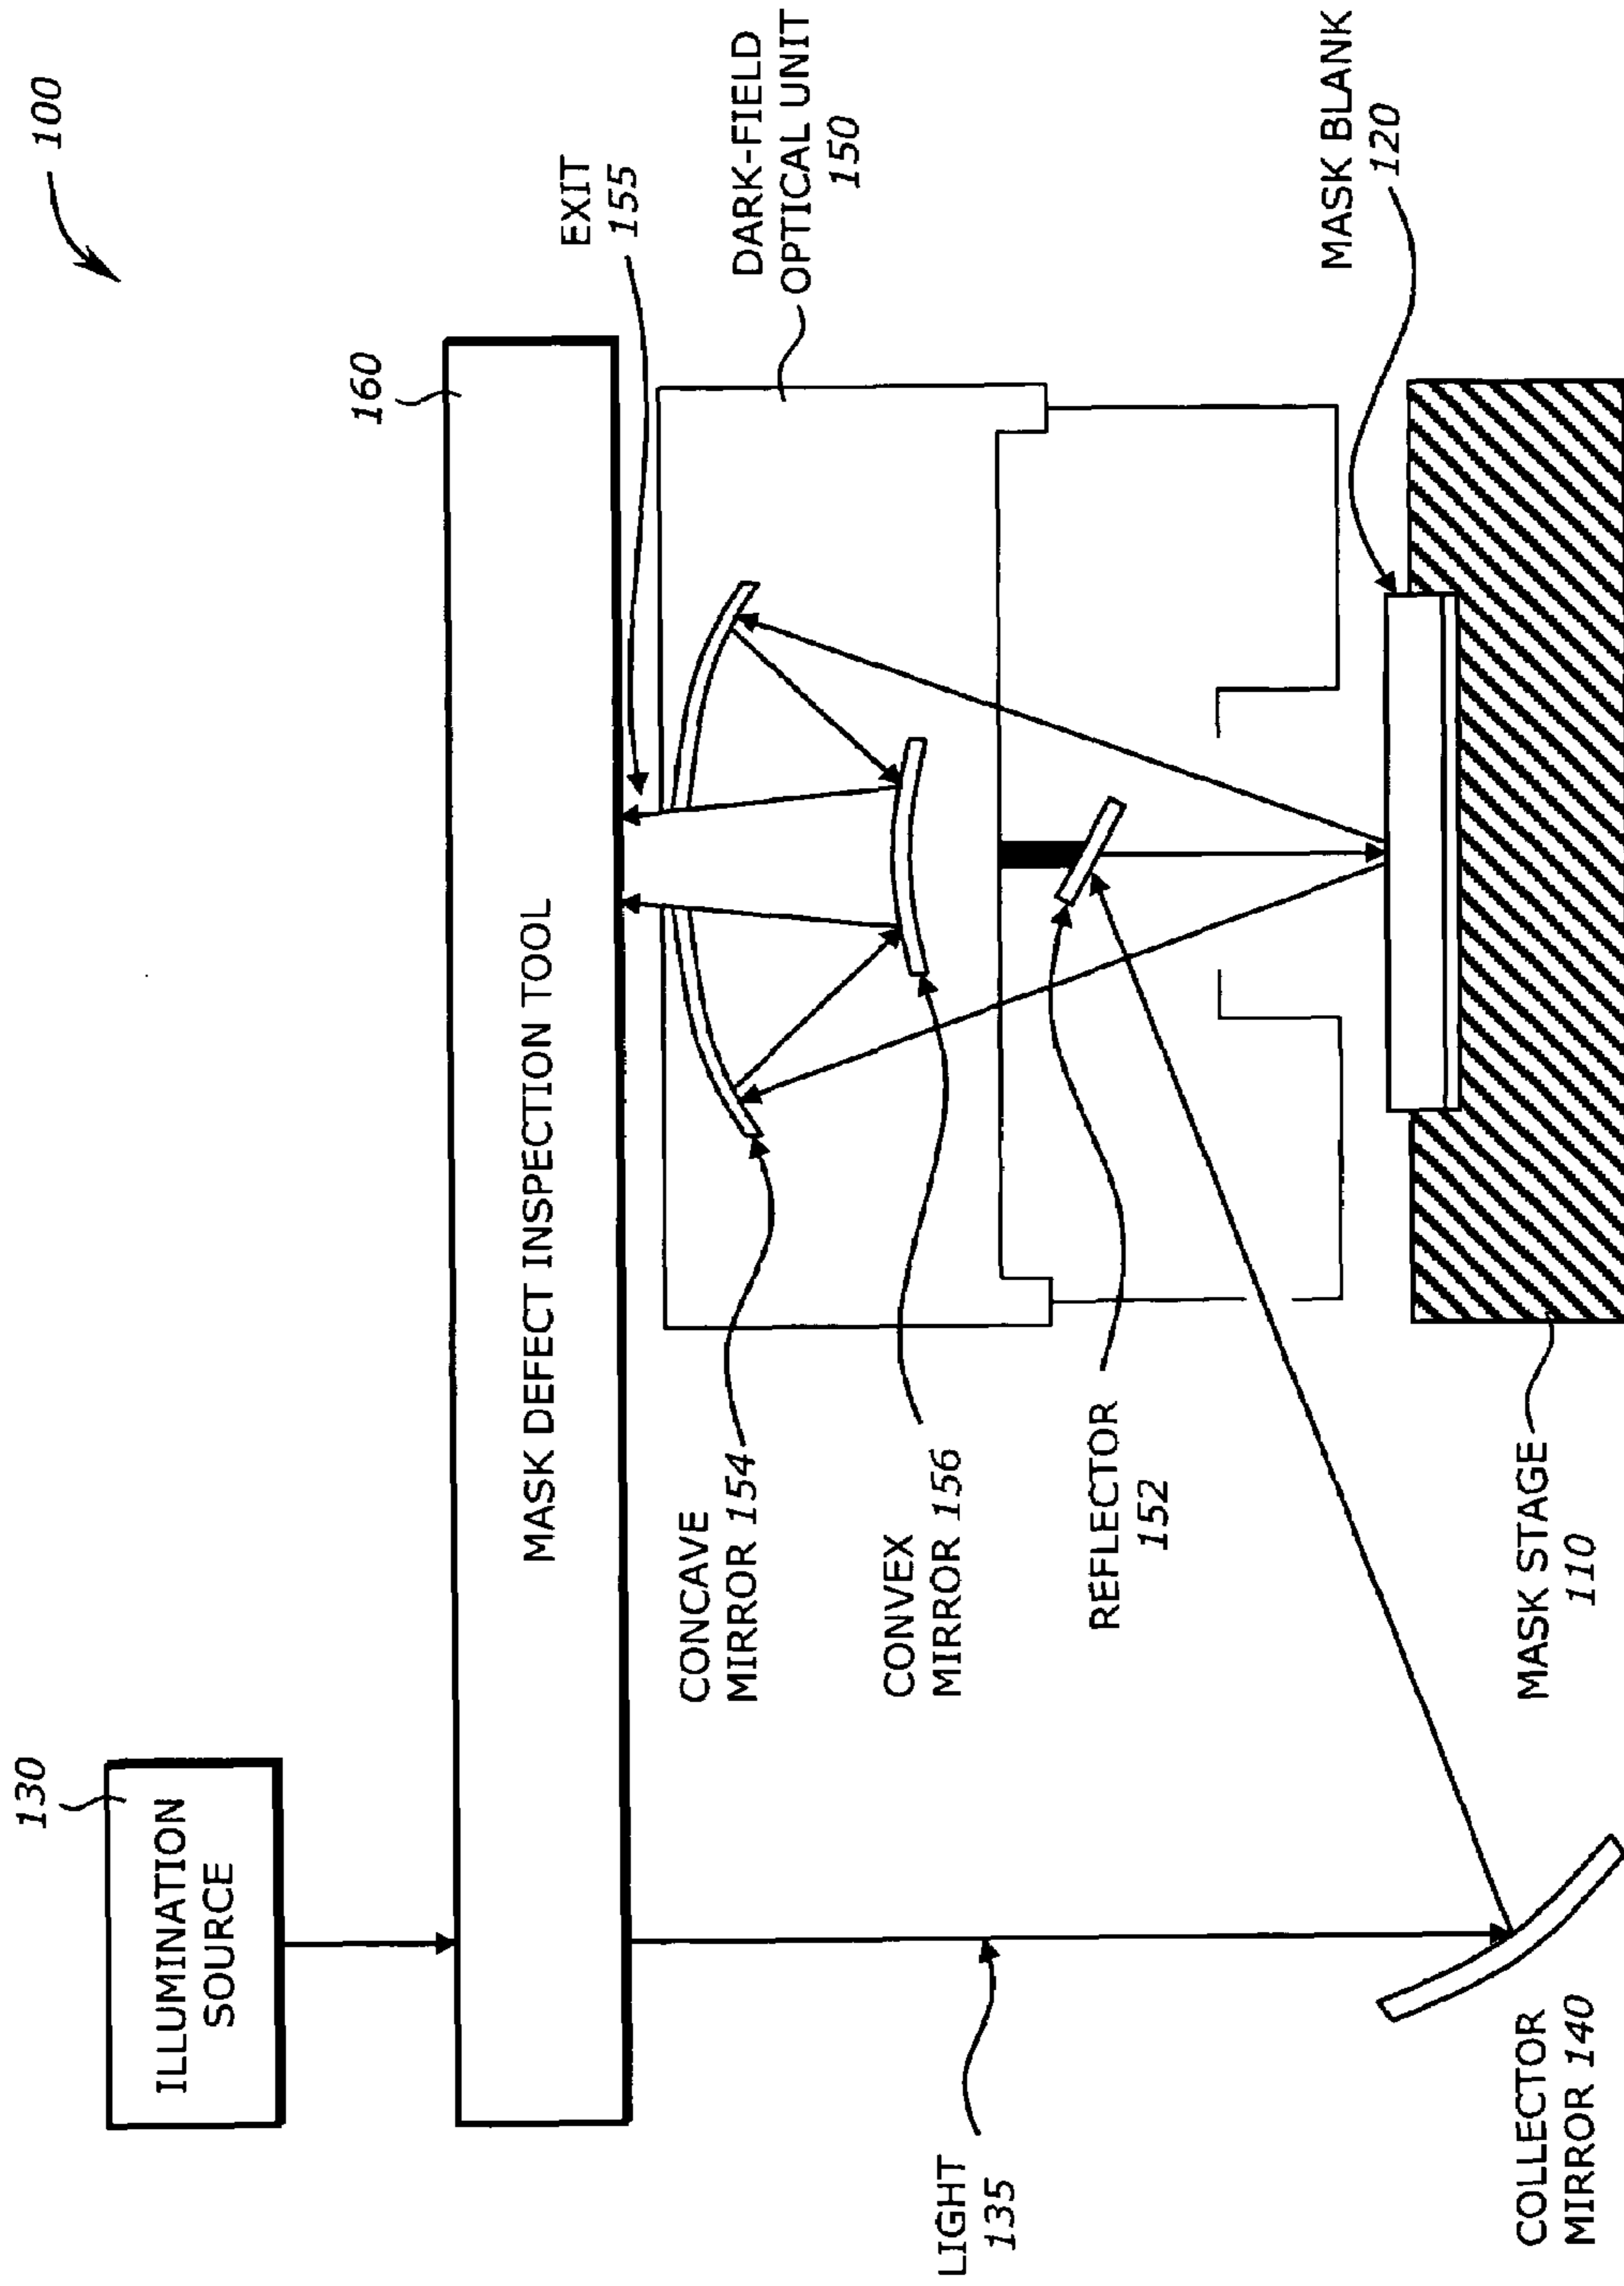 100
130
ILLUMINATION
SOURCE
160
MASK DEFECT INSPECTION TOOL
EXIT
155
DARK-FIELD
OPTICAL UNIT
150
CONCAVE
MIRROR 154
CONVEX
MIRROR 156
REFLECTOR
152
LIGHT
135
MASK BLANK
120
MASK STAGE
110
COLLECTOR
MIRROR 140